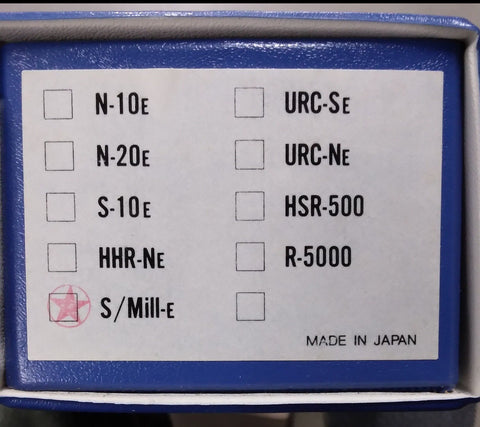 N-10E
N-20E
S-10E
HHR-NE
S/Mill-E
URC-SE
URC-NE
HSR-500
R-5000
MADE IN JAPAN